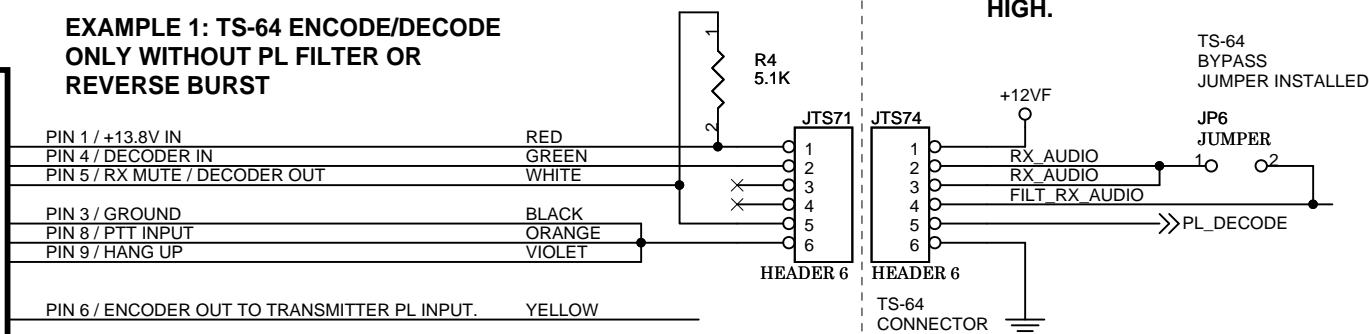 HIGH.
EXAMPLE 1: TS-64 ENCODE/DECODE
ONLY WITHOUT PL FILTER OR
REVERSE BURST
1
R4
5.1K
2
TS-64
BYPASS
JUMPER INSTALLED
+12VF
JTS71
JTS74
JP6
JUMPER
PIN 1 / +13.8V IN RED
PIN 4 / DECODER IN GREEN
PIN 5 / RX MUTE / DECODER OUT WHITE
PIN 3 / GROUND BLACK
PIN 8 / PTT INPUT ORANGE
PIN 9 / HANG UP VIOLET
1
2
3
4
5
6
HEADER 6
1
2
3
4
5
6
HEADER 6
RX_AUDIO
RX_AUDIO
FILT_RX_AUDIO
1 2
PL_DECODE
PIN 6 / ENCODER OUT TO TRANSMITTER PL INPUT. YELLOW
TS-64
CONNECTOR